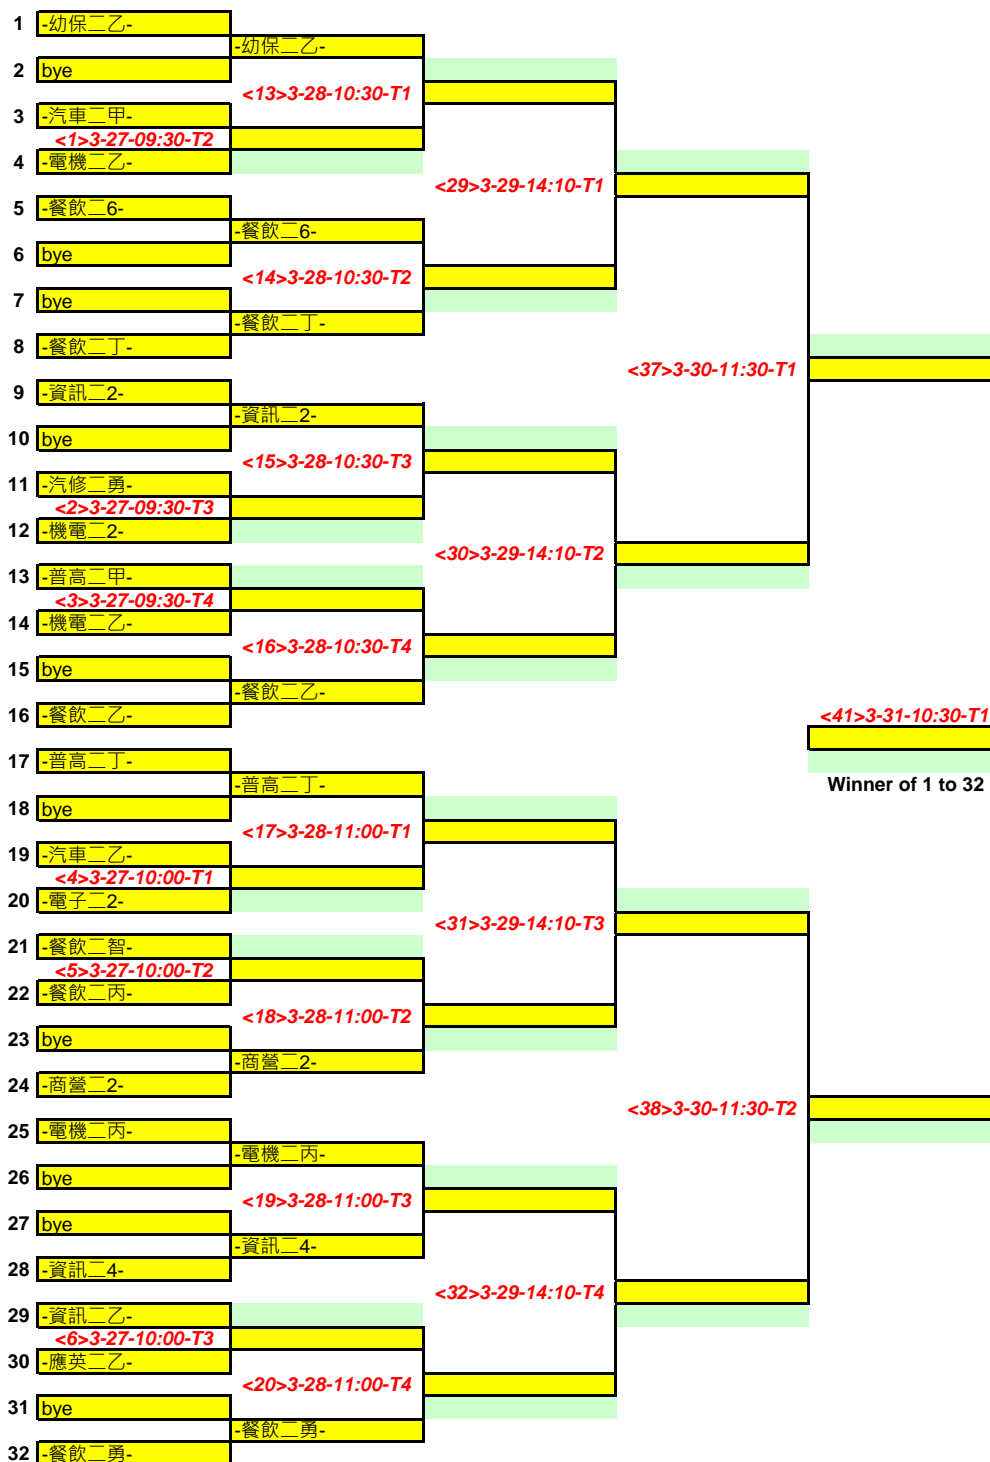 1 -幼保二乙-
-幼保二乙-
2 bye
<13>3-28-10:30-T1
3 -汽車二甲-
<1>3-27-09:30-T2
4 -電機二乙-
<29>3-29-14:10-T1
5 -餐飲二6-
-餐飲二6-
6 bye
<14>3-28-10:30-T2
7 bye
-餐飲二丁-
8 -餐飲二丁-
<37>3-30-11:30-T1
9 -資訊二2-
-資訊二2-
10 bye
<15>3-28-10:30-T3
11 -汽修二勇-
<2>3-27-09:30-T3
12 -機電二2-
<30>3-29-14:10-T2
13 -普高二甲-
<3>3-27-09:30-T4
14 -機電二乙-
<16>3-28-10:30-T4
15 bye
-餐飲二乙-
16 -餐飲二乙-
<41>3-31-10:30-T1
17 -普高二丁-
-普高二丁-
Winner of 1 to 32
18 bye
<17>3-28-11:00-T1
19 -汽車二乙-
<4>3-27-10:00-T1
20 -電子二2-
<31>3-29-14:10-T3
21 -餐飲二智-
<5>3-27-10:00-T2
22 -餐飲二丙-
<18>3-28-11:00-T2
23 bye
-商營二2-
24 -商營二2-
<38>3-30-11:30-T2
25 -電機二丙-
-電機二丙-
26 bye
<19>3-28-11:00-T3
27 bye
-資訊二4-
28 -資訊二4-
<32>3-29-14:10-T4
29 -資訊二乙-
<6>3-27-10:00-T3
30 -應英二乙-
<20>3-28-11:00-T4
31 bye
-餐飲二勇-
32 -餐飲二勇-